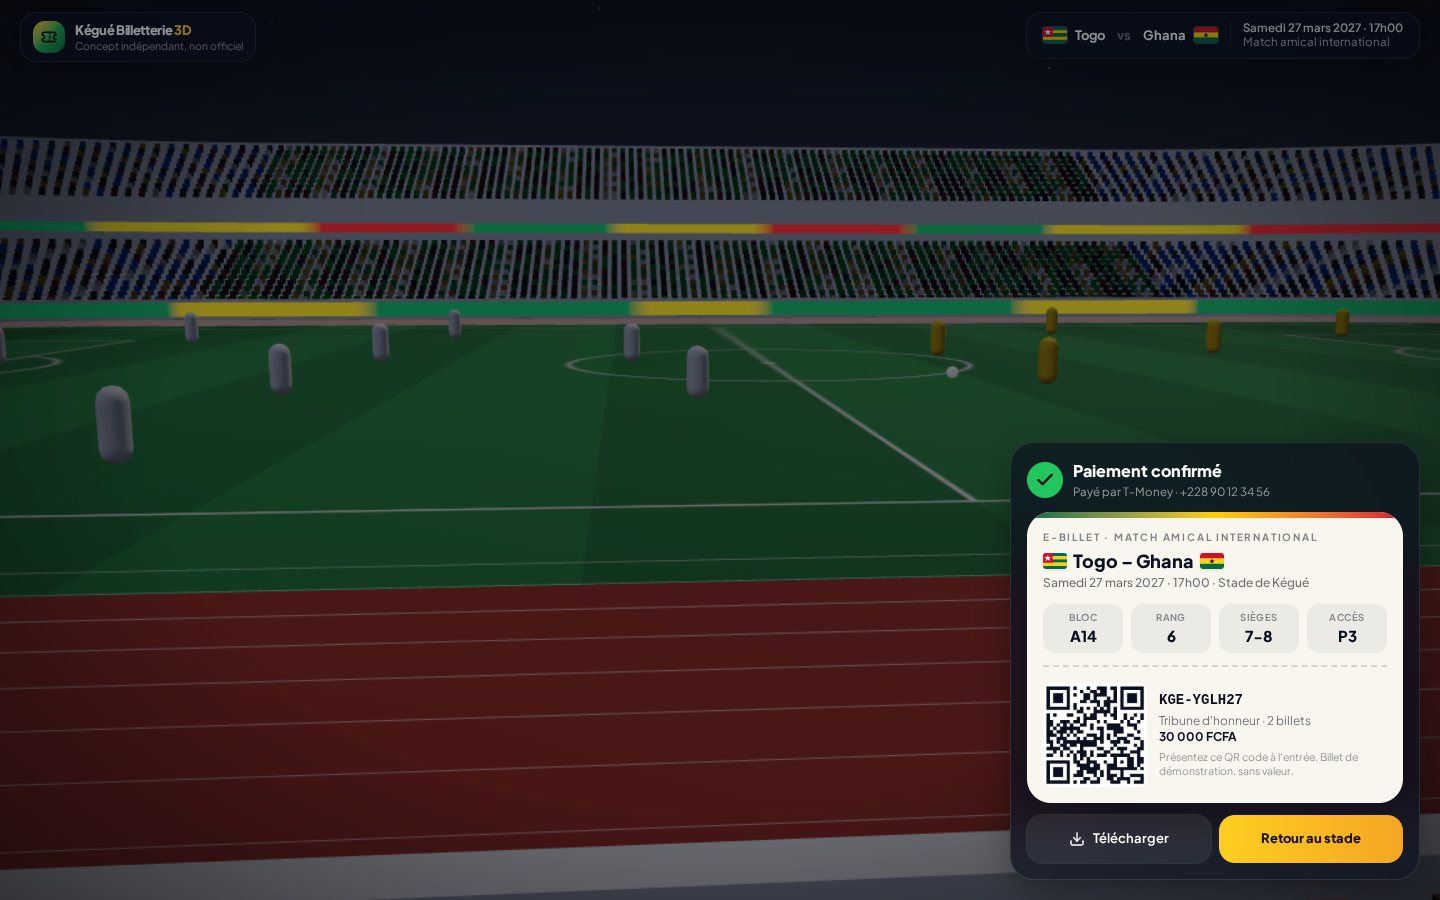 Kégué Billetterie 3D
Concept indépendant, non officiel
Togo vs Ghana
Samedi 27 mars 2027 · 17h00
Match amical international
Paiement confirmé
Payé par T-Money · +228 90 12 34 56
E-BILLET · MATCH AMICAL INTERNATIONAL
Togo – Ghana
Samedi 27 mars 2027 · 17h00 · Stade de Kégué
BLOC RANG SIÈGES ACCÈS
A14 6 7–8 P3
KGE-YGLH27
Tribune d'honneur · 2 billets
30 000 FCFA
Présentez ce QR code à l'entrée. Billet de
démonstration, sans valeur.
Télécharger
Retour au stade